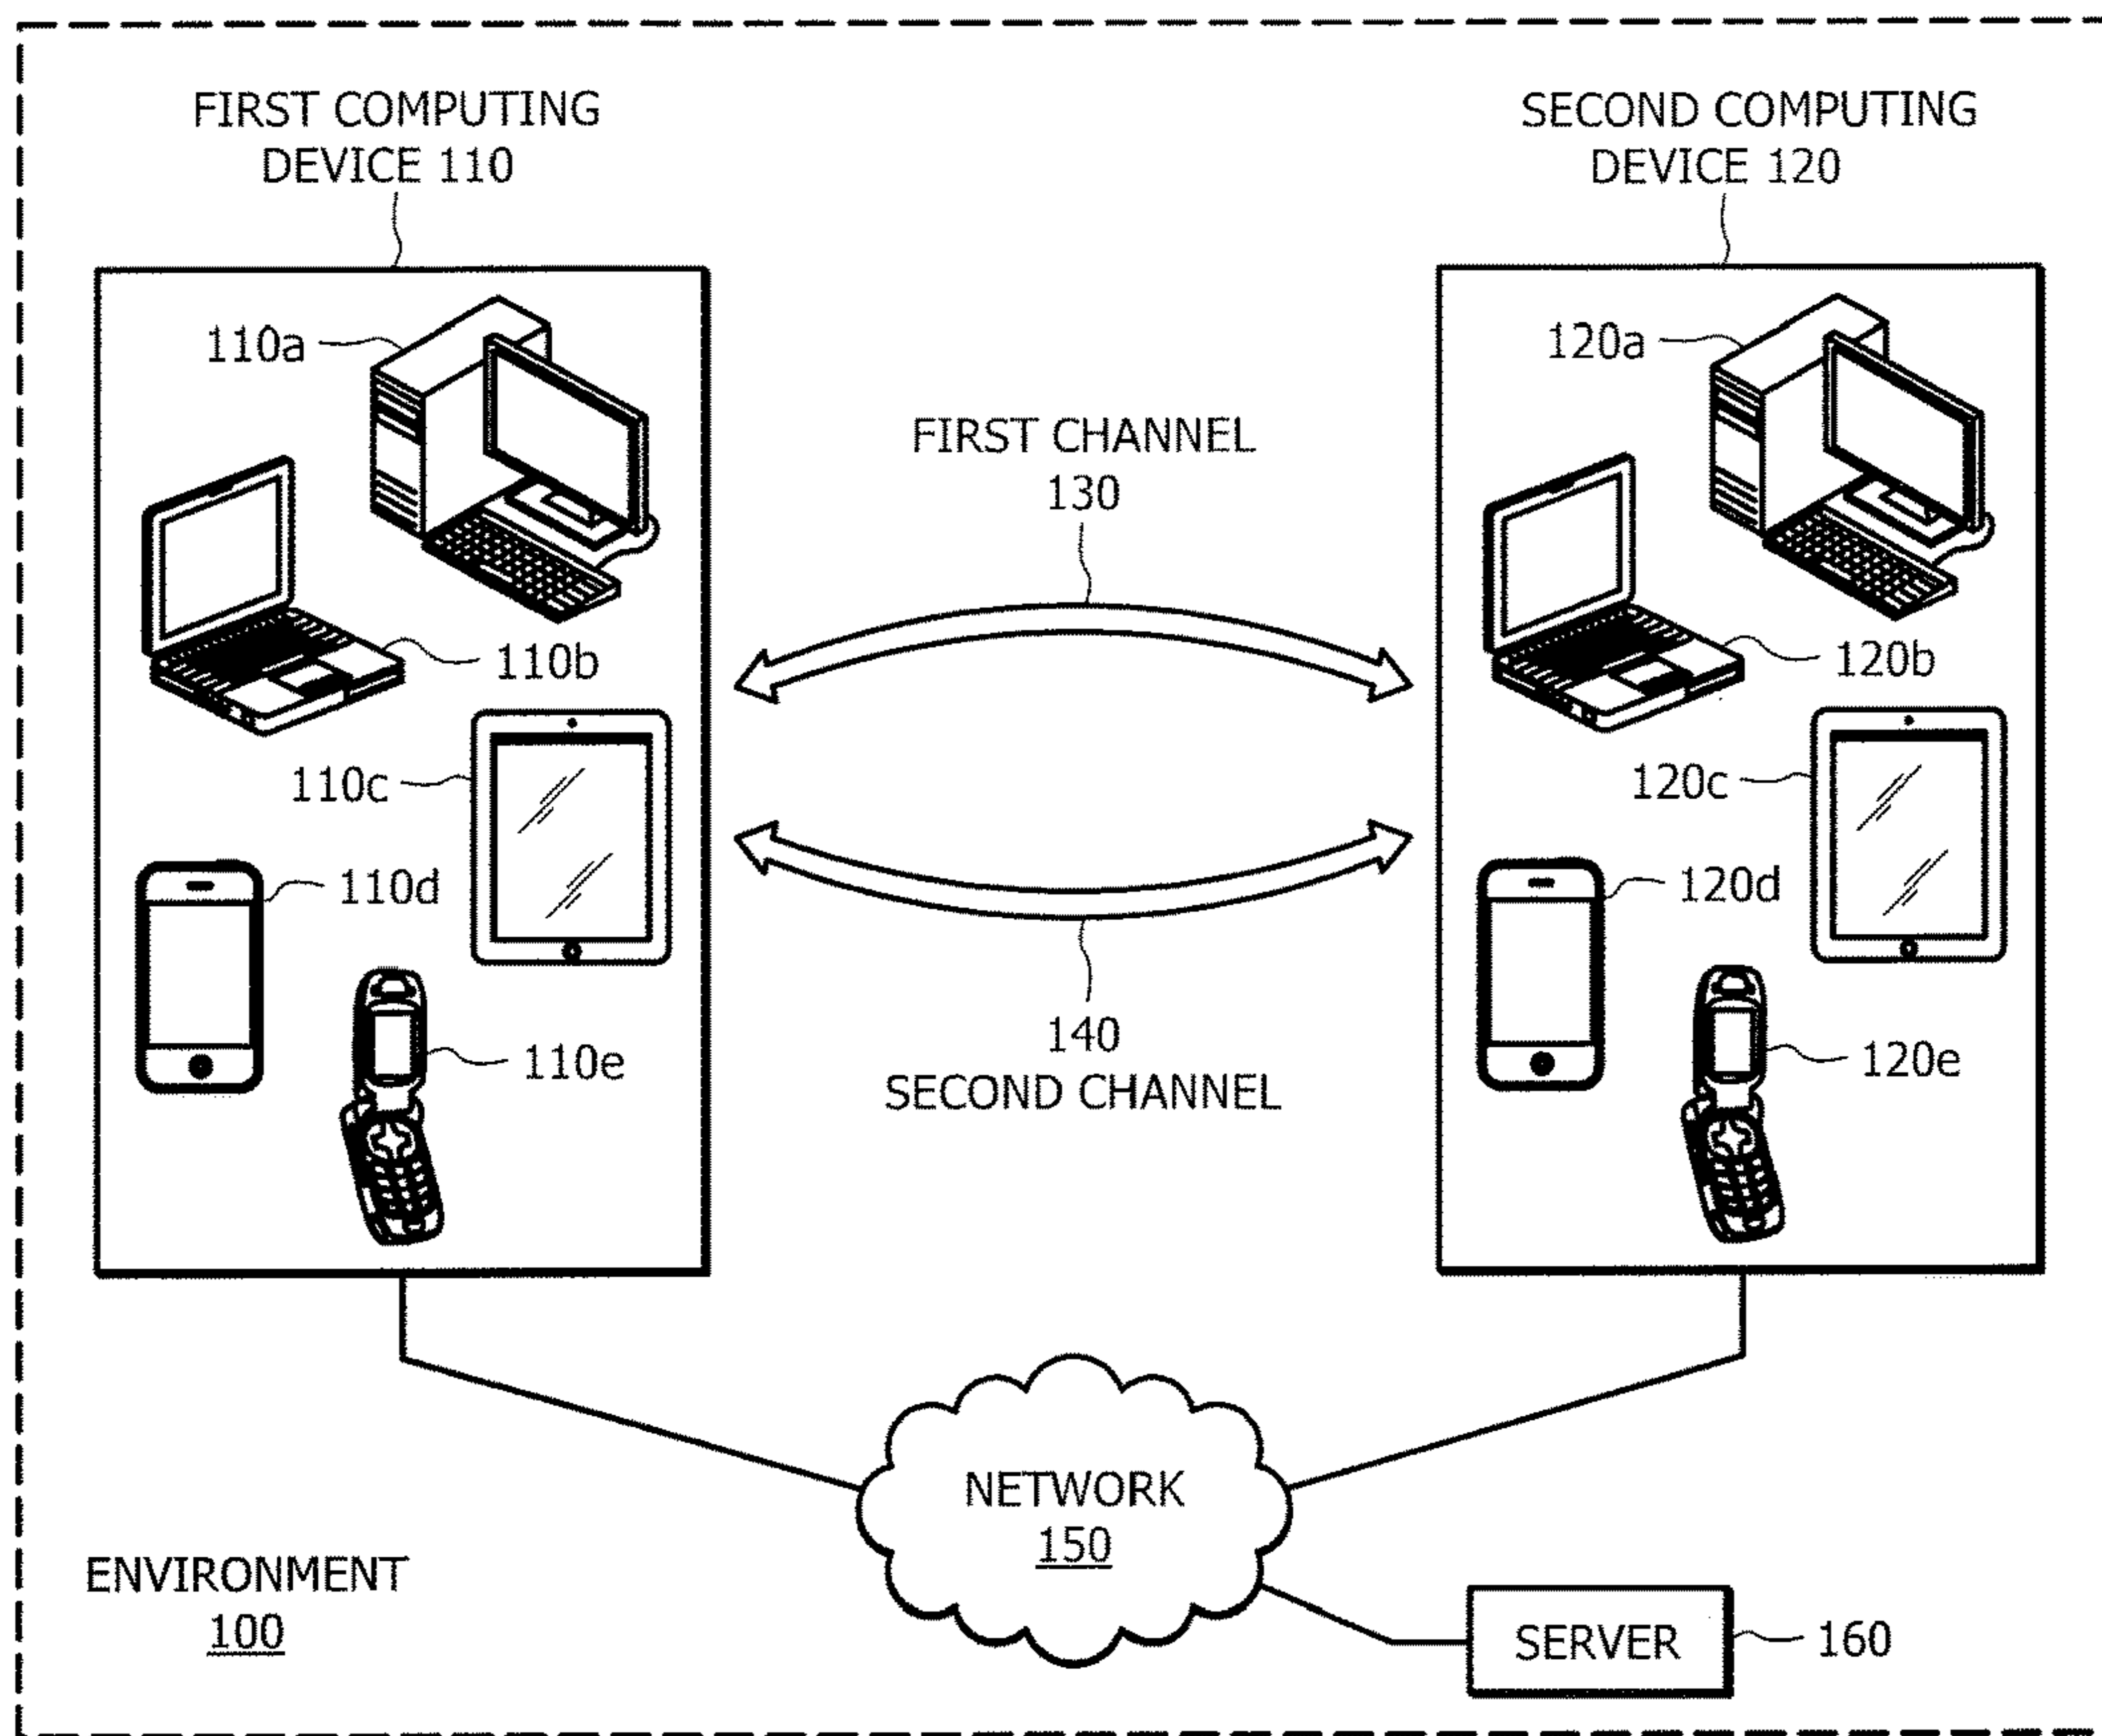 FIRST COMPUTING
DEVICE 110
SECOND COMPUTING
DEVICE 120
110a
110b
110c
110d
110e
FIRST CHANNEL
130
140
SECOND CHANNEL
120a
120b
120c
120d
120e
NETWORK
150
ENVIRONMENT
100
SERVER
160